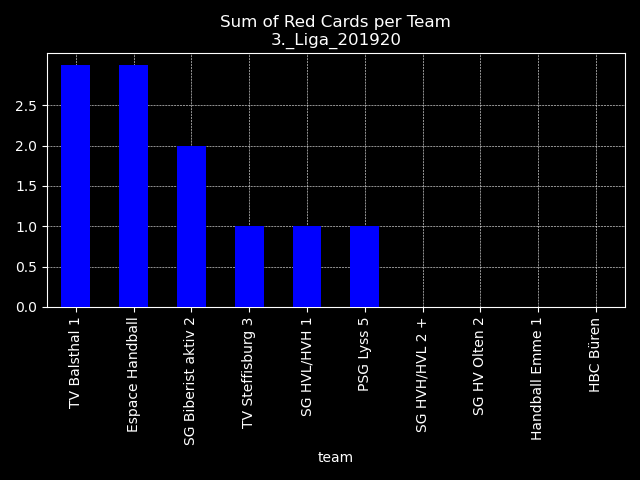 Sum of Red Cards per Team
3._Liga_201920
2.5
2.0
1.5
1.0
0.5
0.0
TV Balsthal 1
Espace Handball
SG Biberist aktiv 2
TV Steffisburg 3
SG HVL/HVH 1
PSG Lyss 5
SG HVH/HVL 2 +
SG HV Olten 2
Handball Emme 1
HBC Büren
team